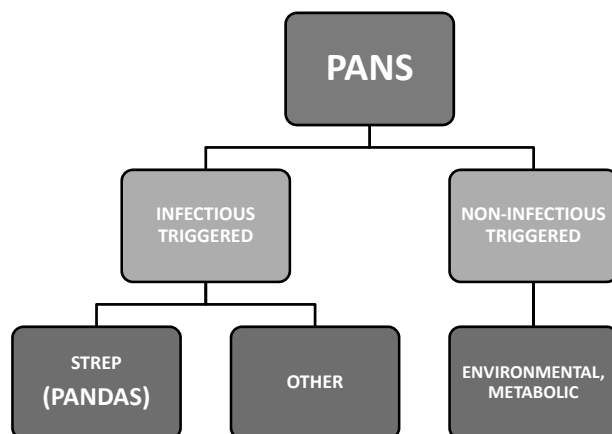 PANS
INFECTIOUS
TRIGGERED
NON-INFECTIOUS
TRIGGERED
STREP
(PANDAS)
OTHER
ENVIRONMENTAL,
METABOLIC